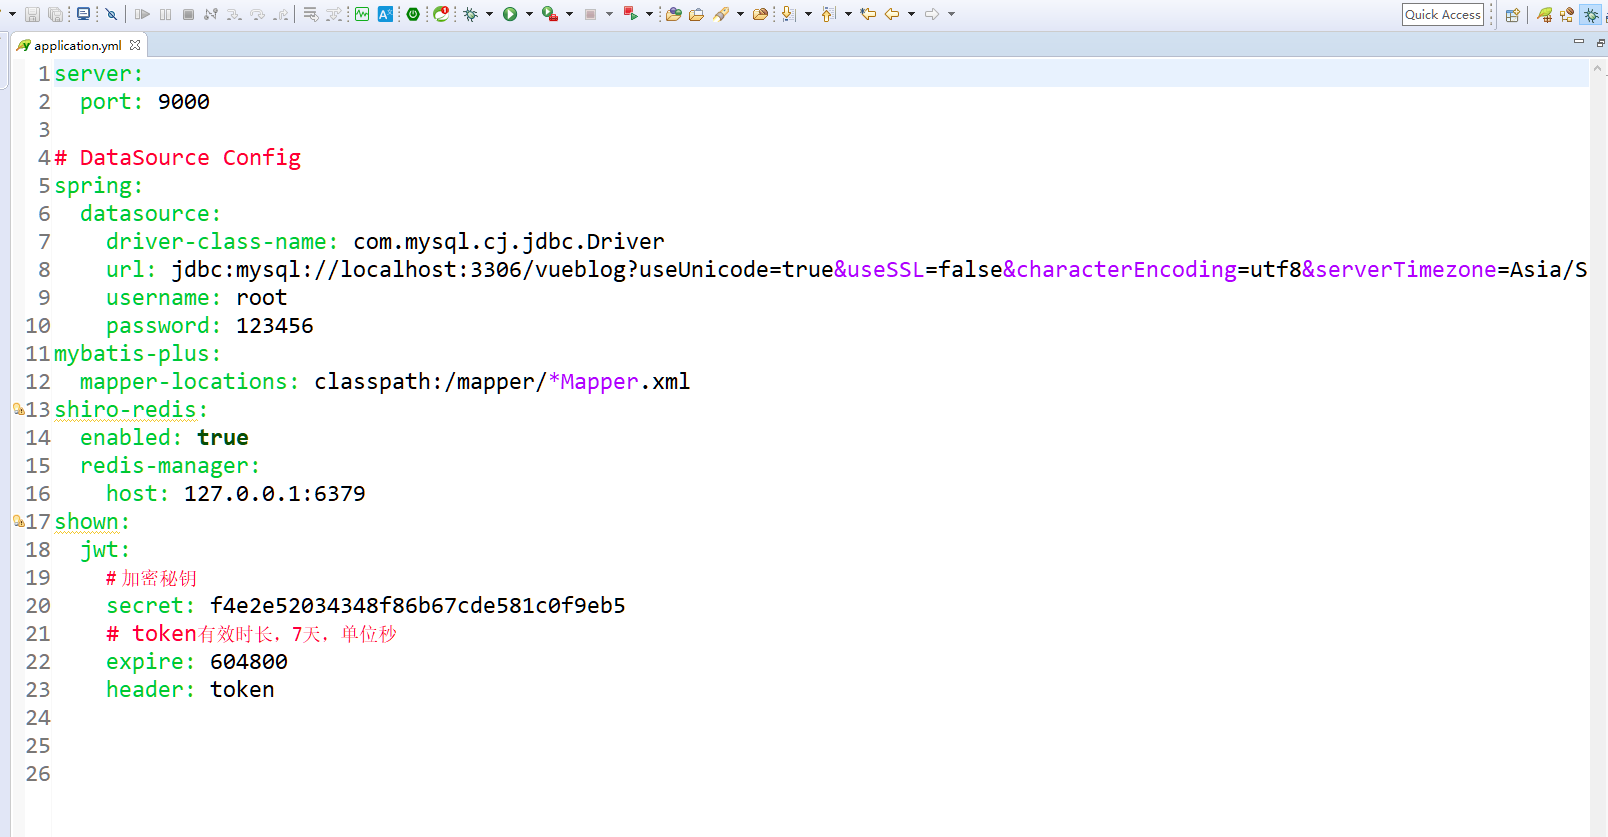 Quick Access
application.yml
1 server:
2 port: 9000
3
4 # DataSource Config
5 spring:
6 datasource:
7 driver-class-name: com.mysql.cj.jdbc.Driver
8 url: jdbc:mysql://localhost:3306/vueblog?useUnicode=true&useSSL=false&characterEncoding=utf8&serverTimezone=Asia/S
9 username: root
10 password: 123456
11 mybatis-plus:
12 mapper-locations: classpath:/mapper/*Mapper.xml
13 shiro-redis:
14 enabled: true
15 redis-manager:
16 host: 127.0.0.1:6379
17 shown:
18 jwt:
19 # 加密秘钥
20 secret: f4e2e52034348f86b67cde581c0f9eb5
21 # token有效时长，7天，单位秒
22 expire: 604800
23 header: token
24
25
26